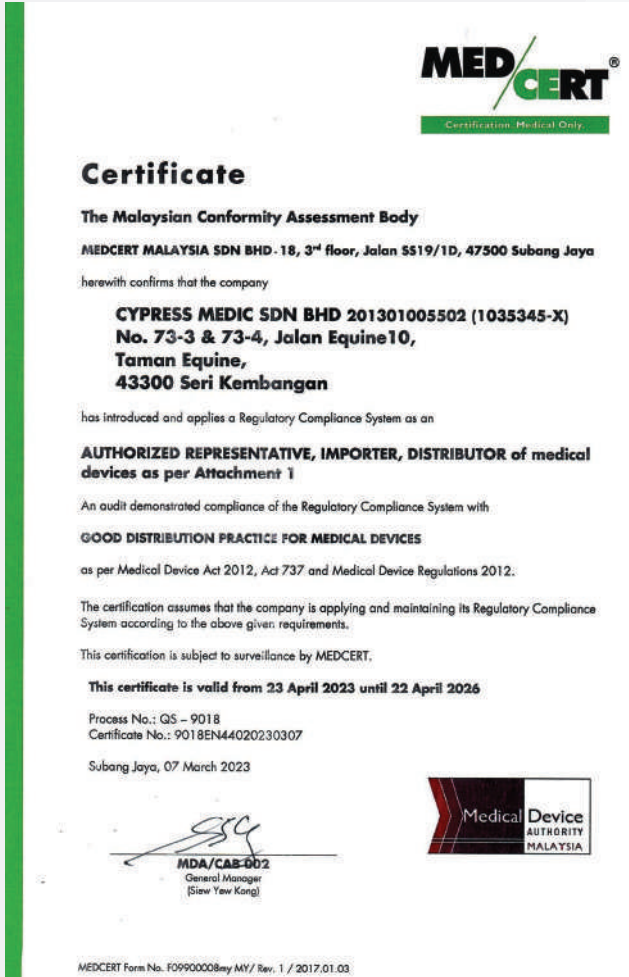 MED/CERT®
Certification. Medical Only.
Certificate
The Malaysian Conformity Assessment Body
MEDCERT MALAYSIA SDN BHD - 18, 3rd floor, Jalan SS19/1D, 47500 Subang Jaya
herewith confirms that the company
CYPRESS MEDIC SDN BHD 201301005502 (1035345-X)
No. 73-3 & 73-4, Jalan Equine10,
Taman Equine,
43300 Seri Kembangan
has introduced and applies a Regulatory Compliance System as an
AUTHORIZED REPRESENTATIVE, IMPORTER, DISTRIBUTOR of medical
devices as per Attachment 1
An audit demonstrated compliance of the Regulatory Compliance System with
GOOD DISTRIBUTION PRACTICE FOR MEDICAL DEVICES
as per Medical Device Act 2012, Act 737 and Medical Device Regulations 2012.
The certification assumes that the company is applying and maintaining its Regulatory Compliance
System according to the above given requirements.
This certification is subject to surveillance by MEDCERT.
This certificate is valid from 23 April 2023 until 22 April 2026
Process No.: QS – 9018
Certificate No.: 9018EN44020230307
Subang Jaya, 07 March 2023
MDA/CAB-002
General Manager
(Siew Yew Kong)
Medical Device
AUTHORITY
MALAYSIA
MEDCERT Form No. F09900008my MY/ Rev. 1 / 2017.01.03